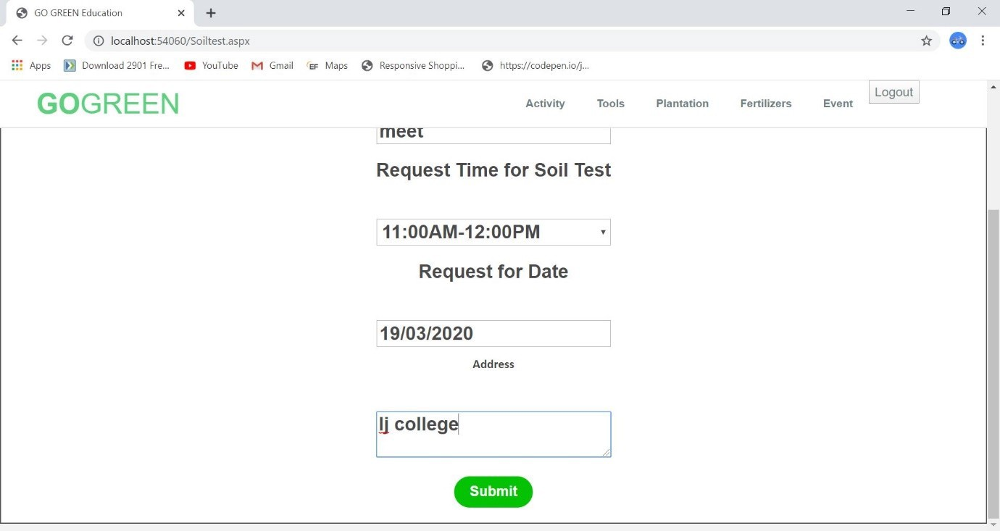 GO GREEN Education
localhost:54060/Soiltest.aspx
Apps Download 2901 Fre... YouTube Gmail Maps Responsive Shoppi... https://codepen.io/j...
GOGREEN Activity Tools Plantation Fertilizers Event Logout
meet
Request Time for Soil Test
11:00AM-12:00PM
Request for Date
19/03/2020
Address
lj college
Submit